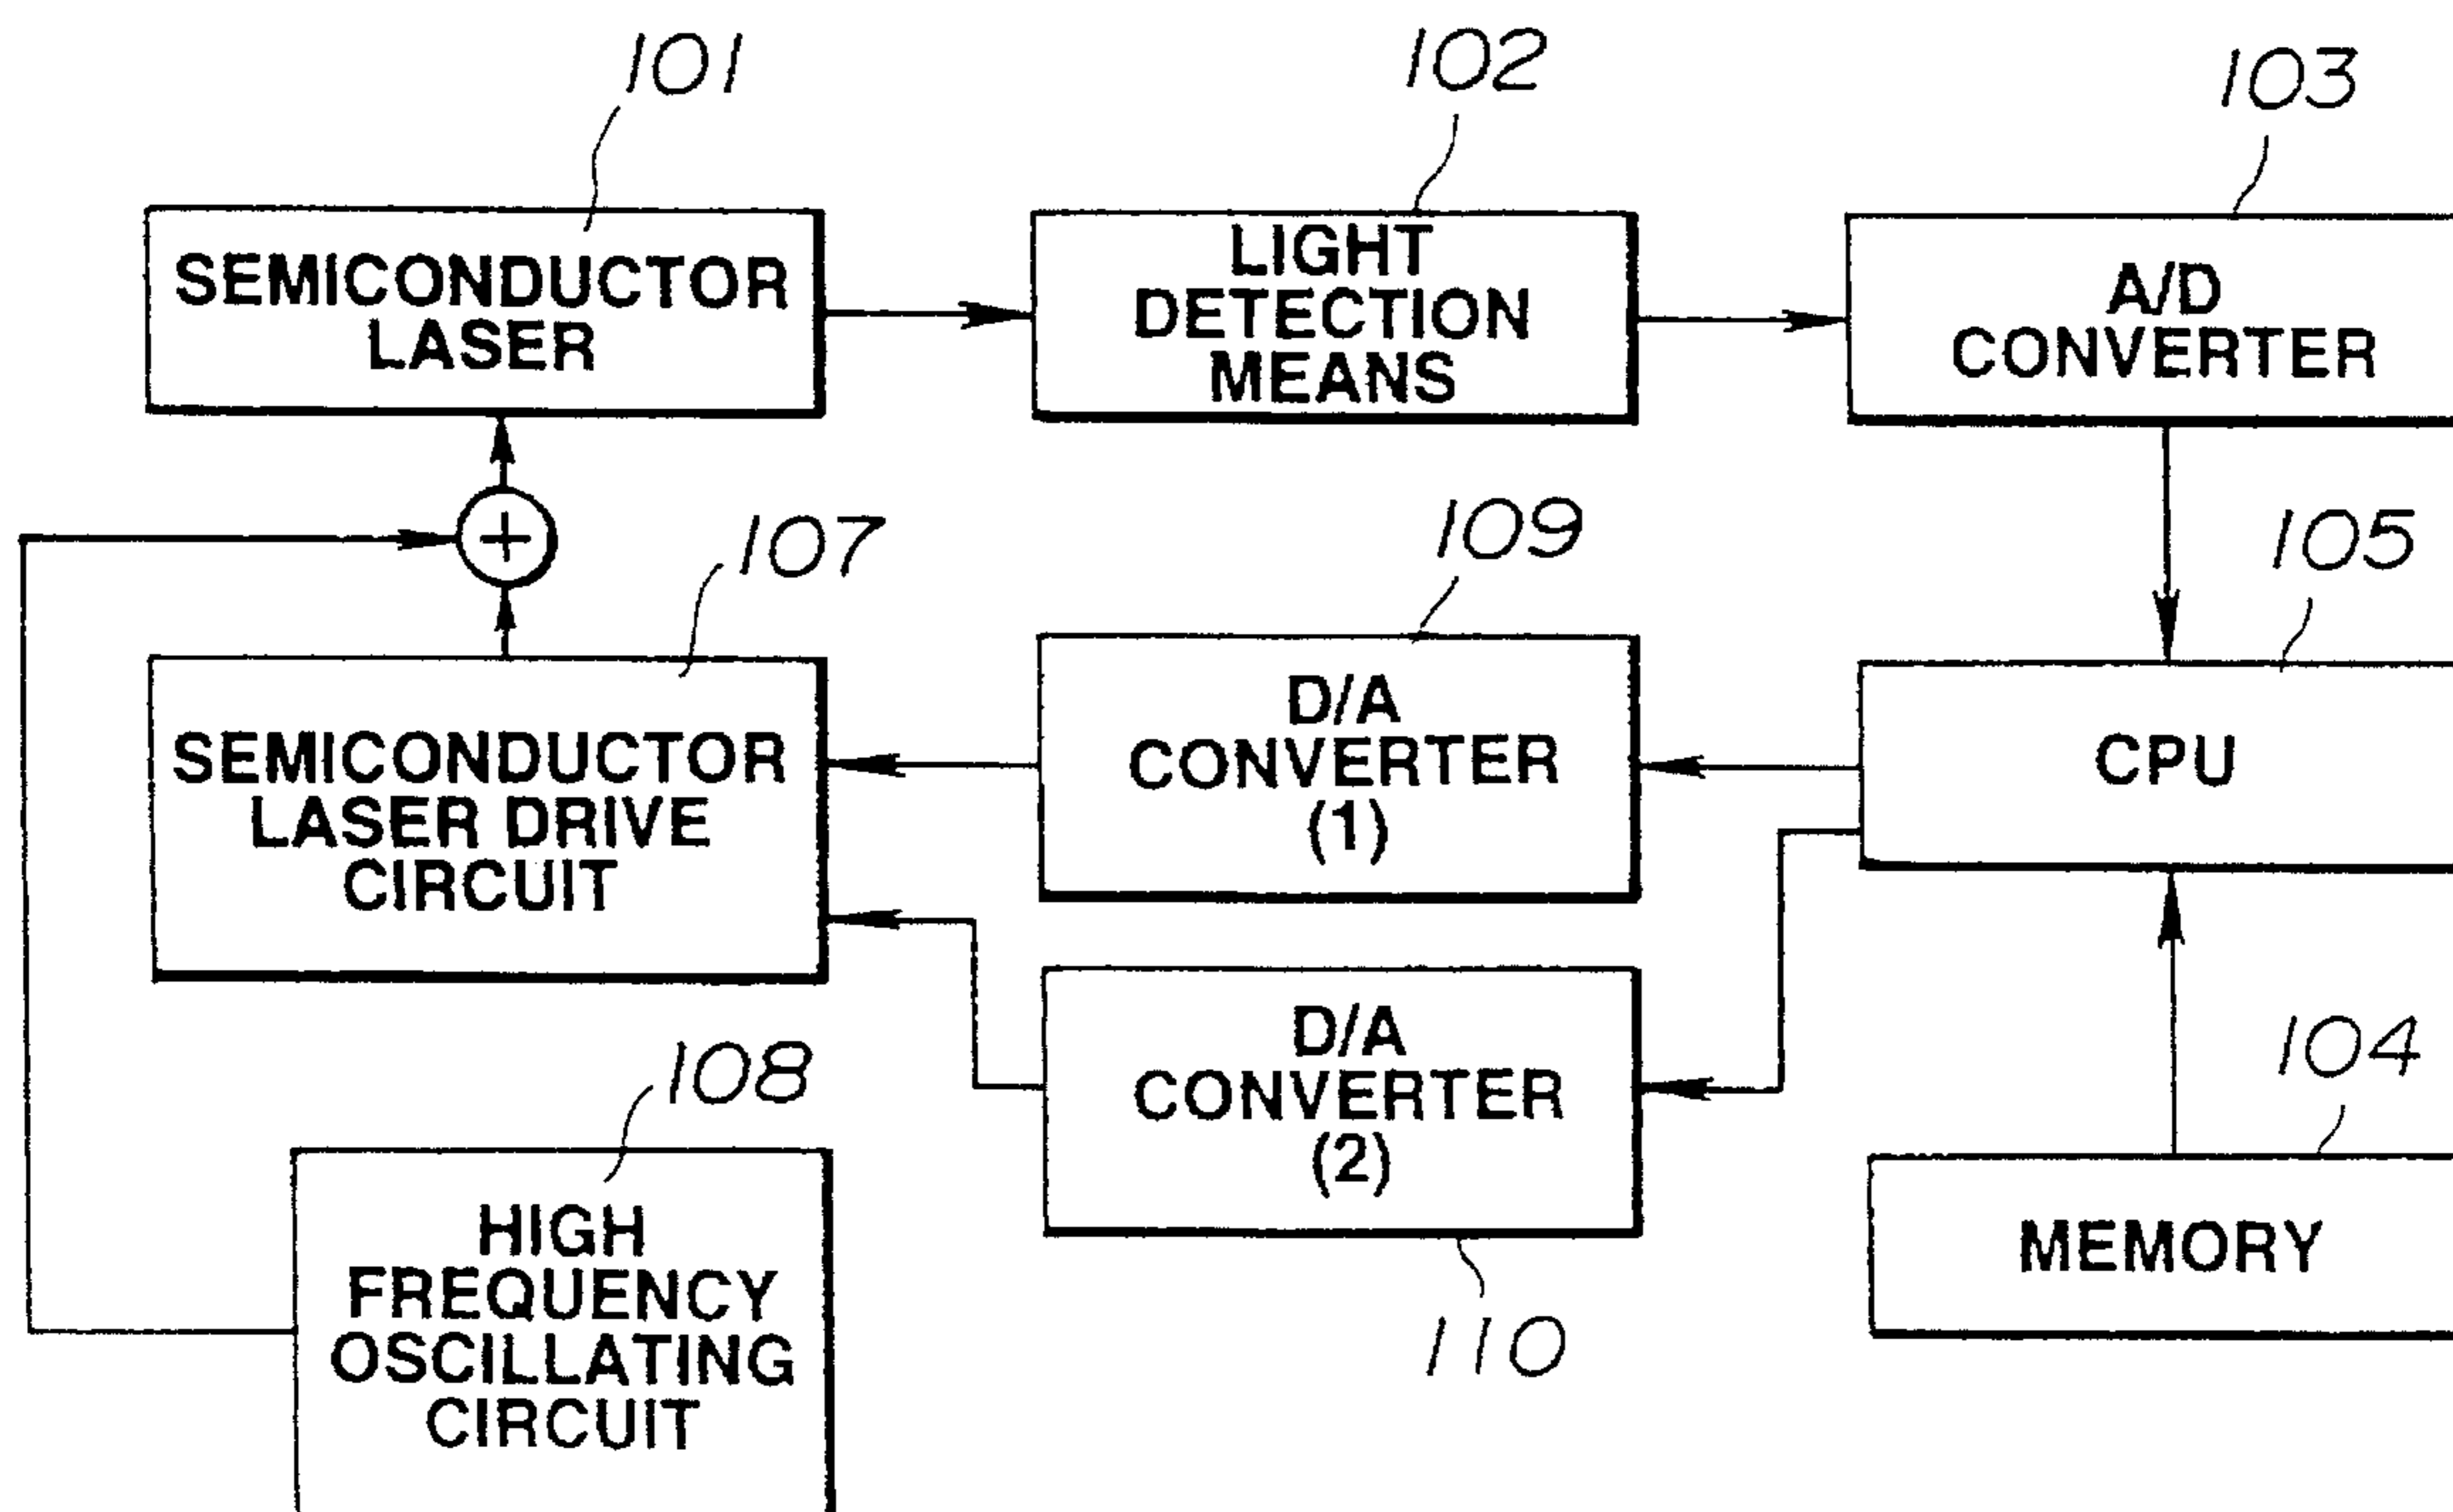 101
102
103
SEMICONDUCTOR
LASER
LIGHT
DETECTION
MEANS
A/D
CONVERTER
+
107
109
105
SEMICONDUCTOR
LASER DRIVE
CIRCUIT
D/A
CONVERTER
(1)
CPU
108
D/A
CONVERTER
(2)
104
HIGH
FREQUENCY
OSCILLATING
CIRCUIT
110
MEMORY